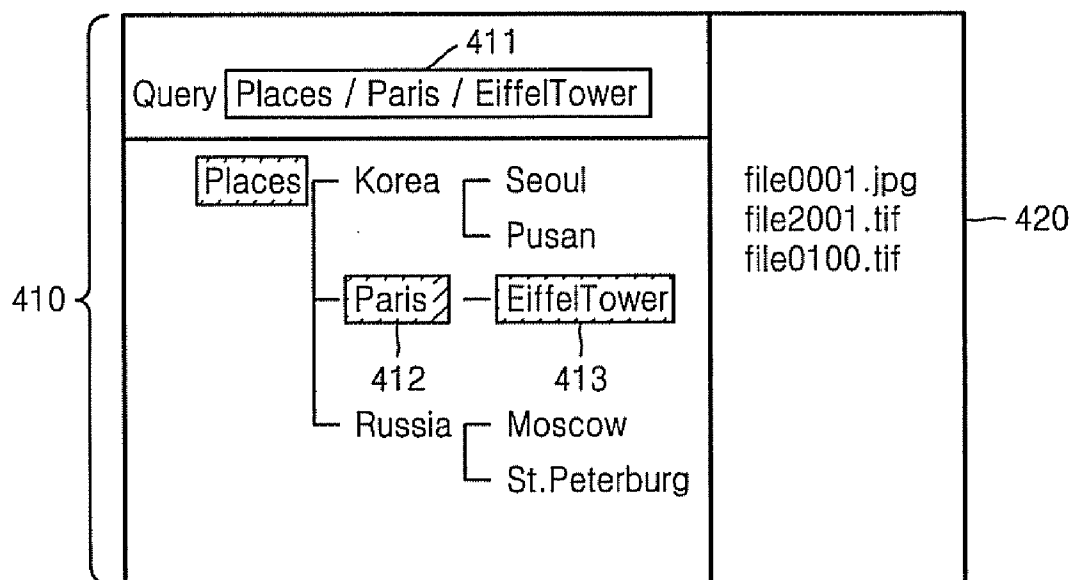 411
Query Places / Paris / EiffelTower
Places Korea Seoul
Pusan
Paris EiffelTower
412 413
Russia Moscow
St.Peterburg
410
file0001.jpg
file2001.tif
file0100.tif
420